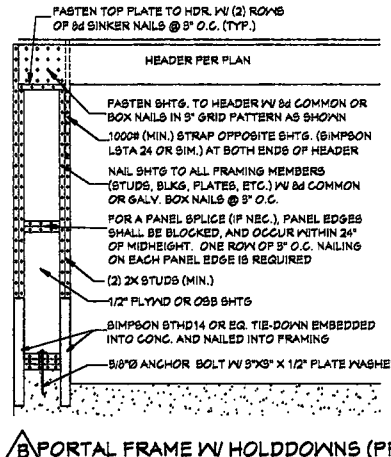 FASTEN TOP PLATE TO HDR. W/ (2) ROWS
OF 8d SINKER NAILS @ 3" O.C. (TYP.)
HEADER PER PLAN
FASTEN SHTG. TO HEADER W/ 8d COMMON OR
BOX NAILS IN 3" GRID PATTERN AS SHOWN
1000# (MIN.) STRAP OPPOSITE SHTG. (SIMPSON
LSTA 24 OR SIM.) AT BOTH ENDS OF HEADER
NAIL SHTG TO ALL FRAMING MEMBERS
(STUDS, BLKG, PLATES, ETC.) W/ 8d COMMON
OR GALV. BOX NAILS @ 3" O.C.
FOR A PANEL SPLICE (IF NEC.), PANEL EDGES
SHALL BE BLOCKED, AND OCCUR WITHIN 24"
OF MIDHEIGHT. ONE ROW OF 3" O.C. NAILING
ON EACH PANEL EDGE IS REQUIRED
(2) 2X STUDS (MIN.)
1/2" PLYWD OR OSB SHTG
SIMPSON STHD14 OR EQ. TIE-DOWN EMBEDDED
INTO CONC. AND NAILED INTO FRAMING
5/8"Ø ANCHOR BOLT W/ 3"X3" X 1/2" PLATE WASHE
B PORTAL FRAME W/ HOLDDOWNS (P